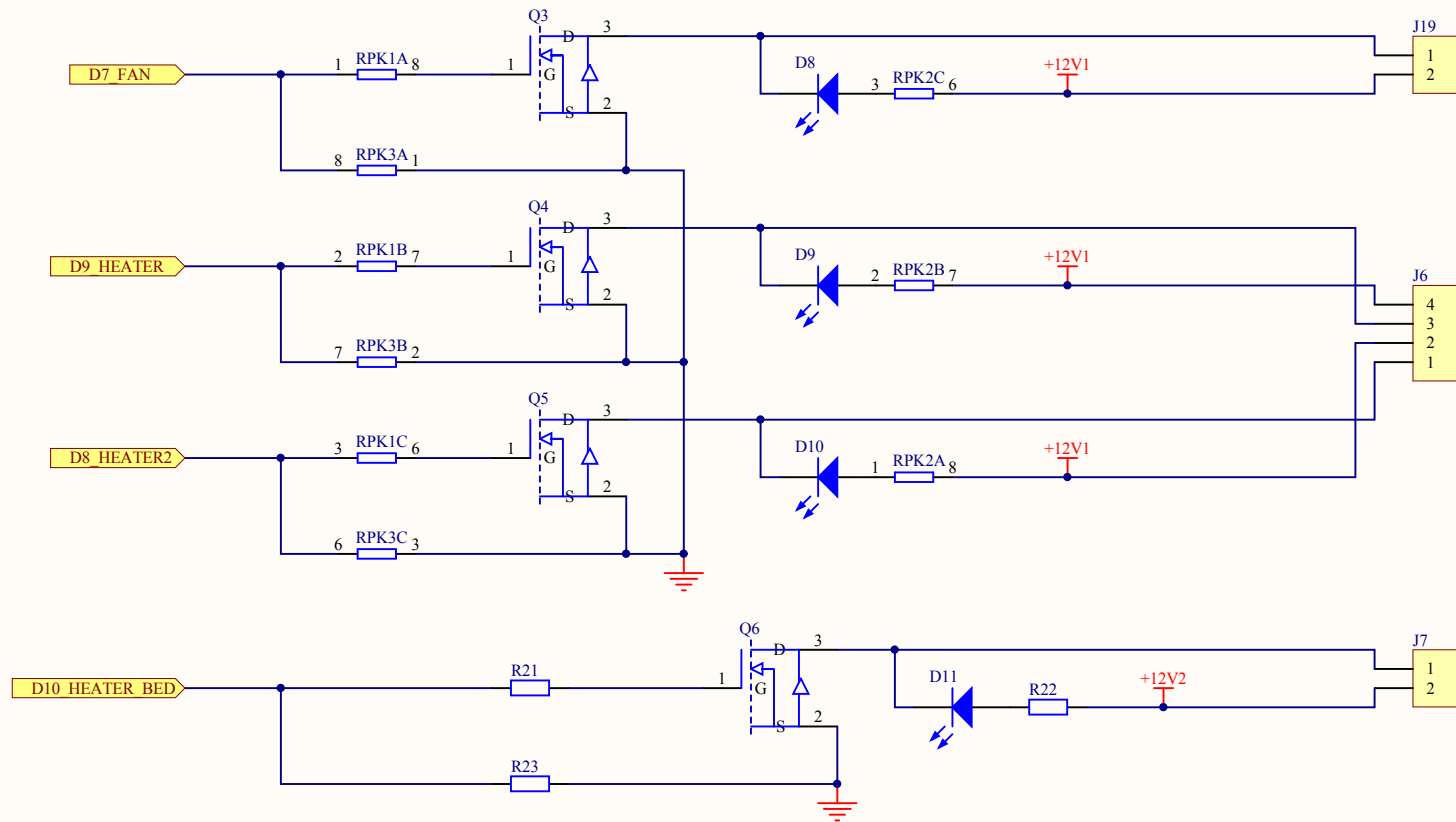 Q3
D 3
J19
RPK1A
1 8 1
G
D7_FAN
D8
RPK2C
3 6
+12V1
1
2
2
S
RPK3A
8 1
Q4
D 3
RPK1B
2 7 1
G
D9_HEATER
D9
RPK2B
2 7
+12V1
J6
4
3
2
1
2
S
RPK3B
7 2
Q5
D 3
RPK1C
3 6 1
G
D8_HEATER2
D10
RPK2A
1 8
+12V1
2
S
RPK3C
6 3
Q6
D 3
J7
R21
1
G
D10_HEATER_BED
D11
R22
+12V2
1
2
2
S
R23